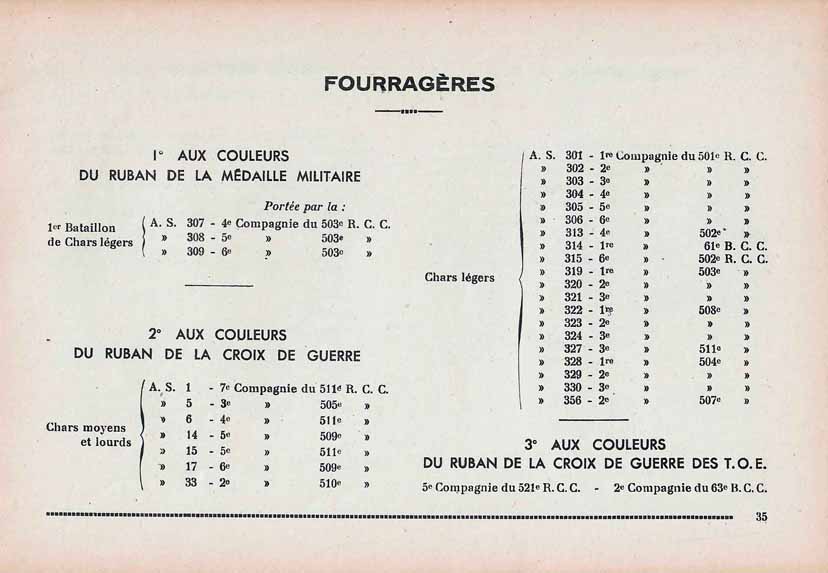 FOURRAGÈRES
1° AUX COULEURS
DU RUBAN DE LA MÉDAILLE MILITAIRE
Portée par la :
1er Bataillon
de Chars légers
A. S. 307 - 4e Compagnie du 503e R. C. C.
» 308 - 5e » 503e »
» 309 - 6e » 503e »
2° AUX COULEURS
DU RUBAN DE LA CROIX DE GUERRE
Chars moyens
et lourds
A. S. 1 - 7e Compagnie du 511e R. C. C.
» 5 - 3e » 505e »
» 6 - 4e » 511e »
» 14 - 5e » 509e »
» 15 - 5e » 511e »
» 17 - 6e » 509e »
» 33 - 2e » 510e »
Chars légers
A. S. 301 - 1re Compagnie du 501e R. C. C.
» 302 - 2e » » »
» 303 - 3e » » »
» 304 - 4e » » »
» 305 - 5e » » »
» 306 - 6e » » »
» 313 - 4e » 502e »
» 314 - 1re » 61e B. C. C.
» 315 - 6e » 502e R. C. C.
» 319 - 1re » 503e »
» 320 - 2e » » »
» 321 - 3e » » »
» 322 - 1re » 508e »
» 323 - 2e » » »
» 324 - 3e » » »
» 327 - 3e » 511e »
» 328 - 1re » 504e »
» 329 - 2e » » »
» 330 - 3e » » »
» 356 - 2e » 507e »
3° AUX COULEURS
DU RUBAN DE LA CROIX DE GUERRE DES T.O.E.
5e Compagnie du 521e R.C.C. - 2e Compagnie du 63e B.C.C.
35